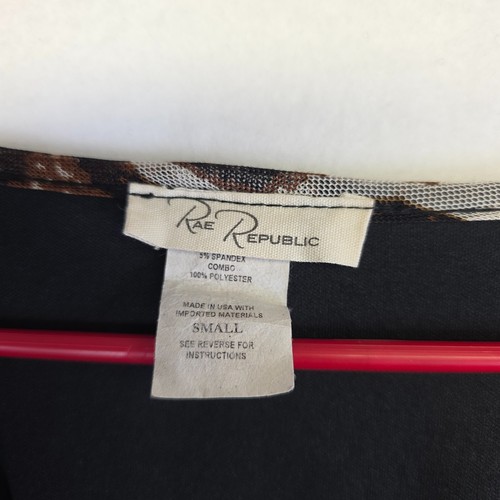 RAE REPUBLIC
5% SPANDEX
COMBO
100% POLYESTER
MADE IN USA WITH
IMPORTED MATERIALS
SMALL
SEE REVERSE FOR
INSTRUCTIONS